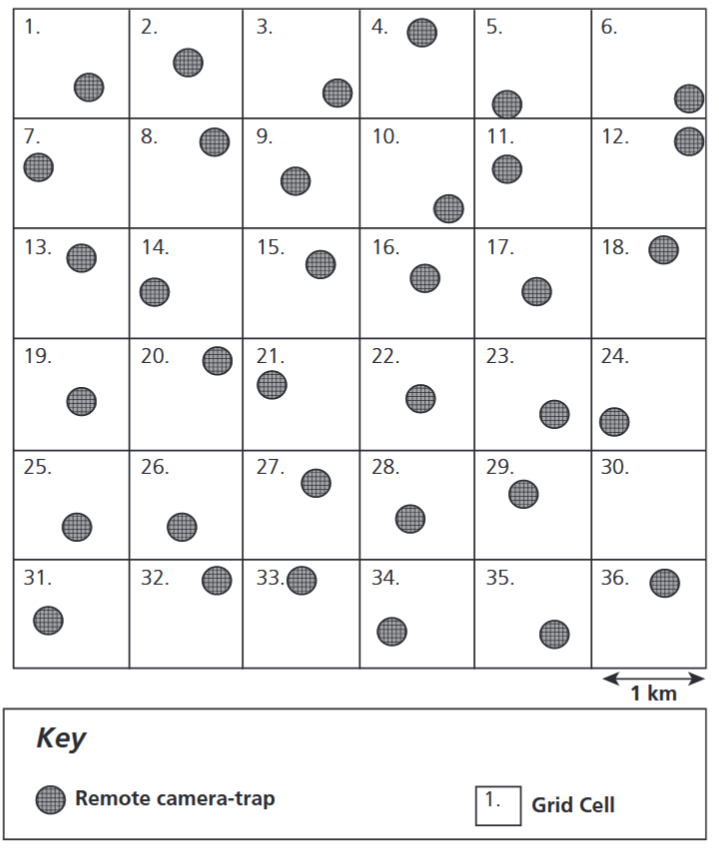 1. 2. 3. 4. 5. 6.
7. 8. 9. 10. 11. 12.
13. 14. 15. 16. 17. 18.
19. 20. 21. 22. 23. 24.
25. 26. 27. 28. 29. 30.
31. 32. 33. 34. 35. 36.
1 km
Key
Remote camera-trap
1. Grid Cell